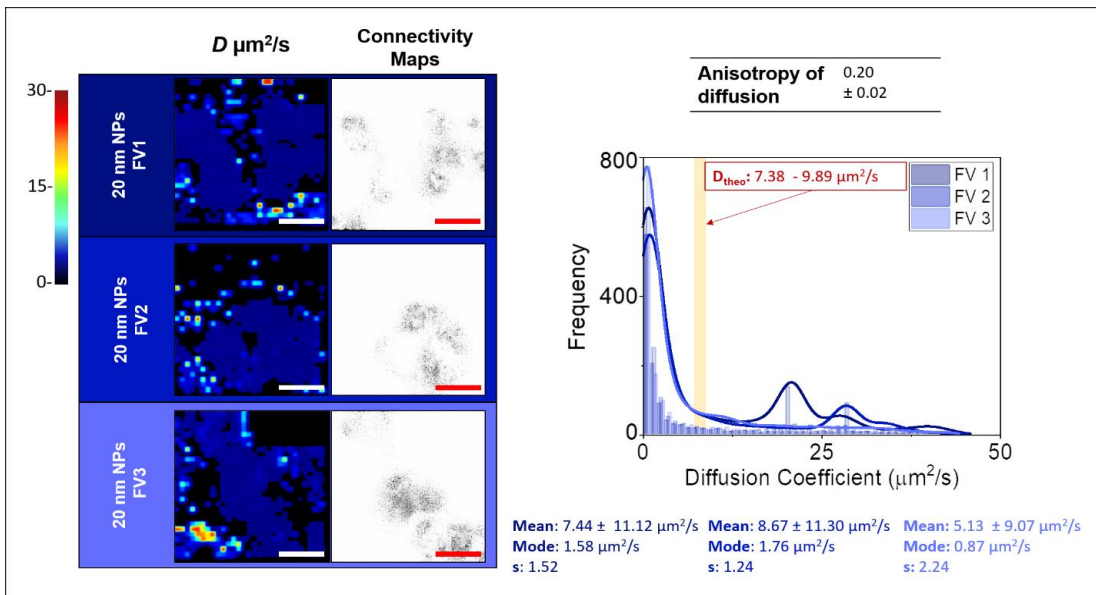 D µm²/s
Connectivity
Maps
30-
15-
0-
20 nm NPs
FV1
20 nm NPs
FV2
20 nm NPs
FV3
Anisotropy of
diffusion
0.20
± 0.02
800
400
0
Frequency
Dtheo: 7.38 - 9.89 µm²/s
FV 1
FV 2
FV 3
0
25
50
Diffusion Coefficient (µm²/s)
Mean: 7.44 ± 11.12 µm²/s
Mode: 1.58 µm²/s
s: 1.52
Mean: 8.67 ± 11.30 µm²/s
Mode: 1.76 µm²/s
s: 1.24
Mean: 5.13 ± 9.07 µm²/s
Mode: 0.87 µm²/s
s: 2.24